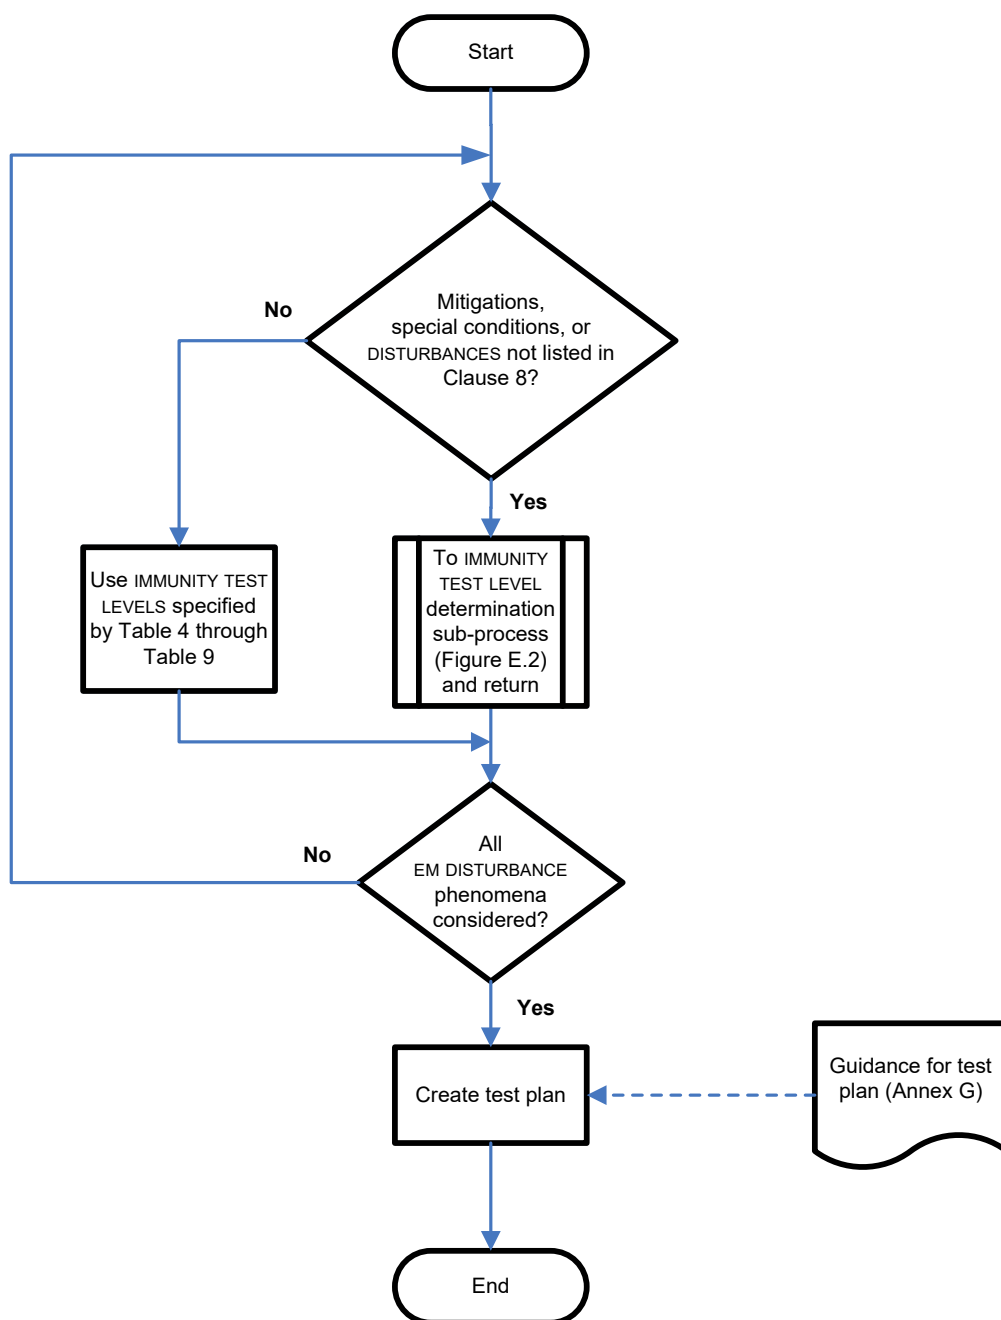 Start
No
Mitigations,
special conditions, or
DISTURBANCES not listed in
Clause 8?
Yes
Use IMMUNITY TEST
LEVELS specified
by Table 4 through
Table 9
To IMMUNITY
TEST LEVEL
determination
sub-process
(Figure E.2)
and return
No
All
EM DISTURBANCE
phenomena
considered?
Yes
Create test plan
Guidance for test
plan (Annex G)
End